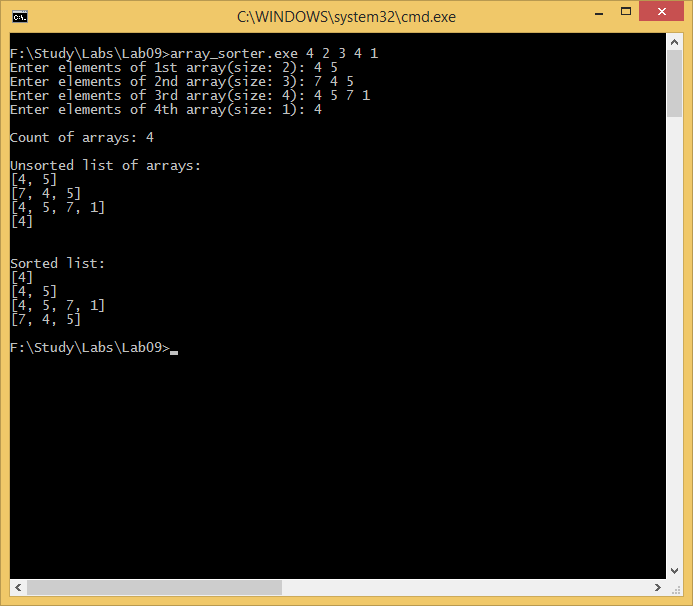 C:\WINDOWS\system32\cmd.exe
F:\Study\Labs\Lab09>array_sorter.exe 4 2 3 4 1
Enter elements of 1st array(size: 2): 4 5
Enter elements of 2nd array(size: 3): 7 4 5
Enter elements of 3rd array(size: 4): 4 5 7 1
Enter elements of 4th array(size: 1): 4
Count of arrays: 4
Unsorted list of arrays:
[4, 5]
[7, 4, 5]
[4, 5, 7, 1]
[4]
Sorted list:
[4]
[4, 5]
[4, 5, 7, 1]
[7, 4, 5]
F:\Study\Labs\Lab09>